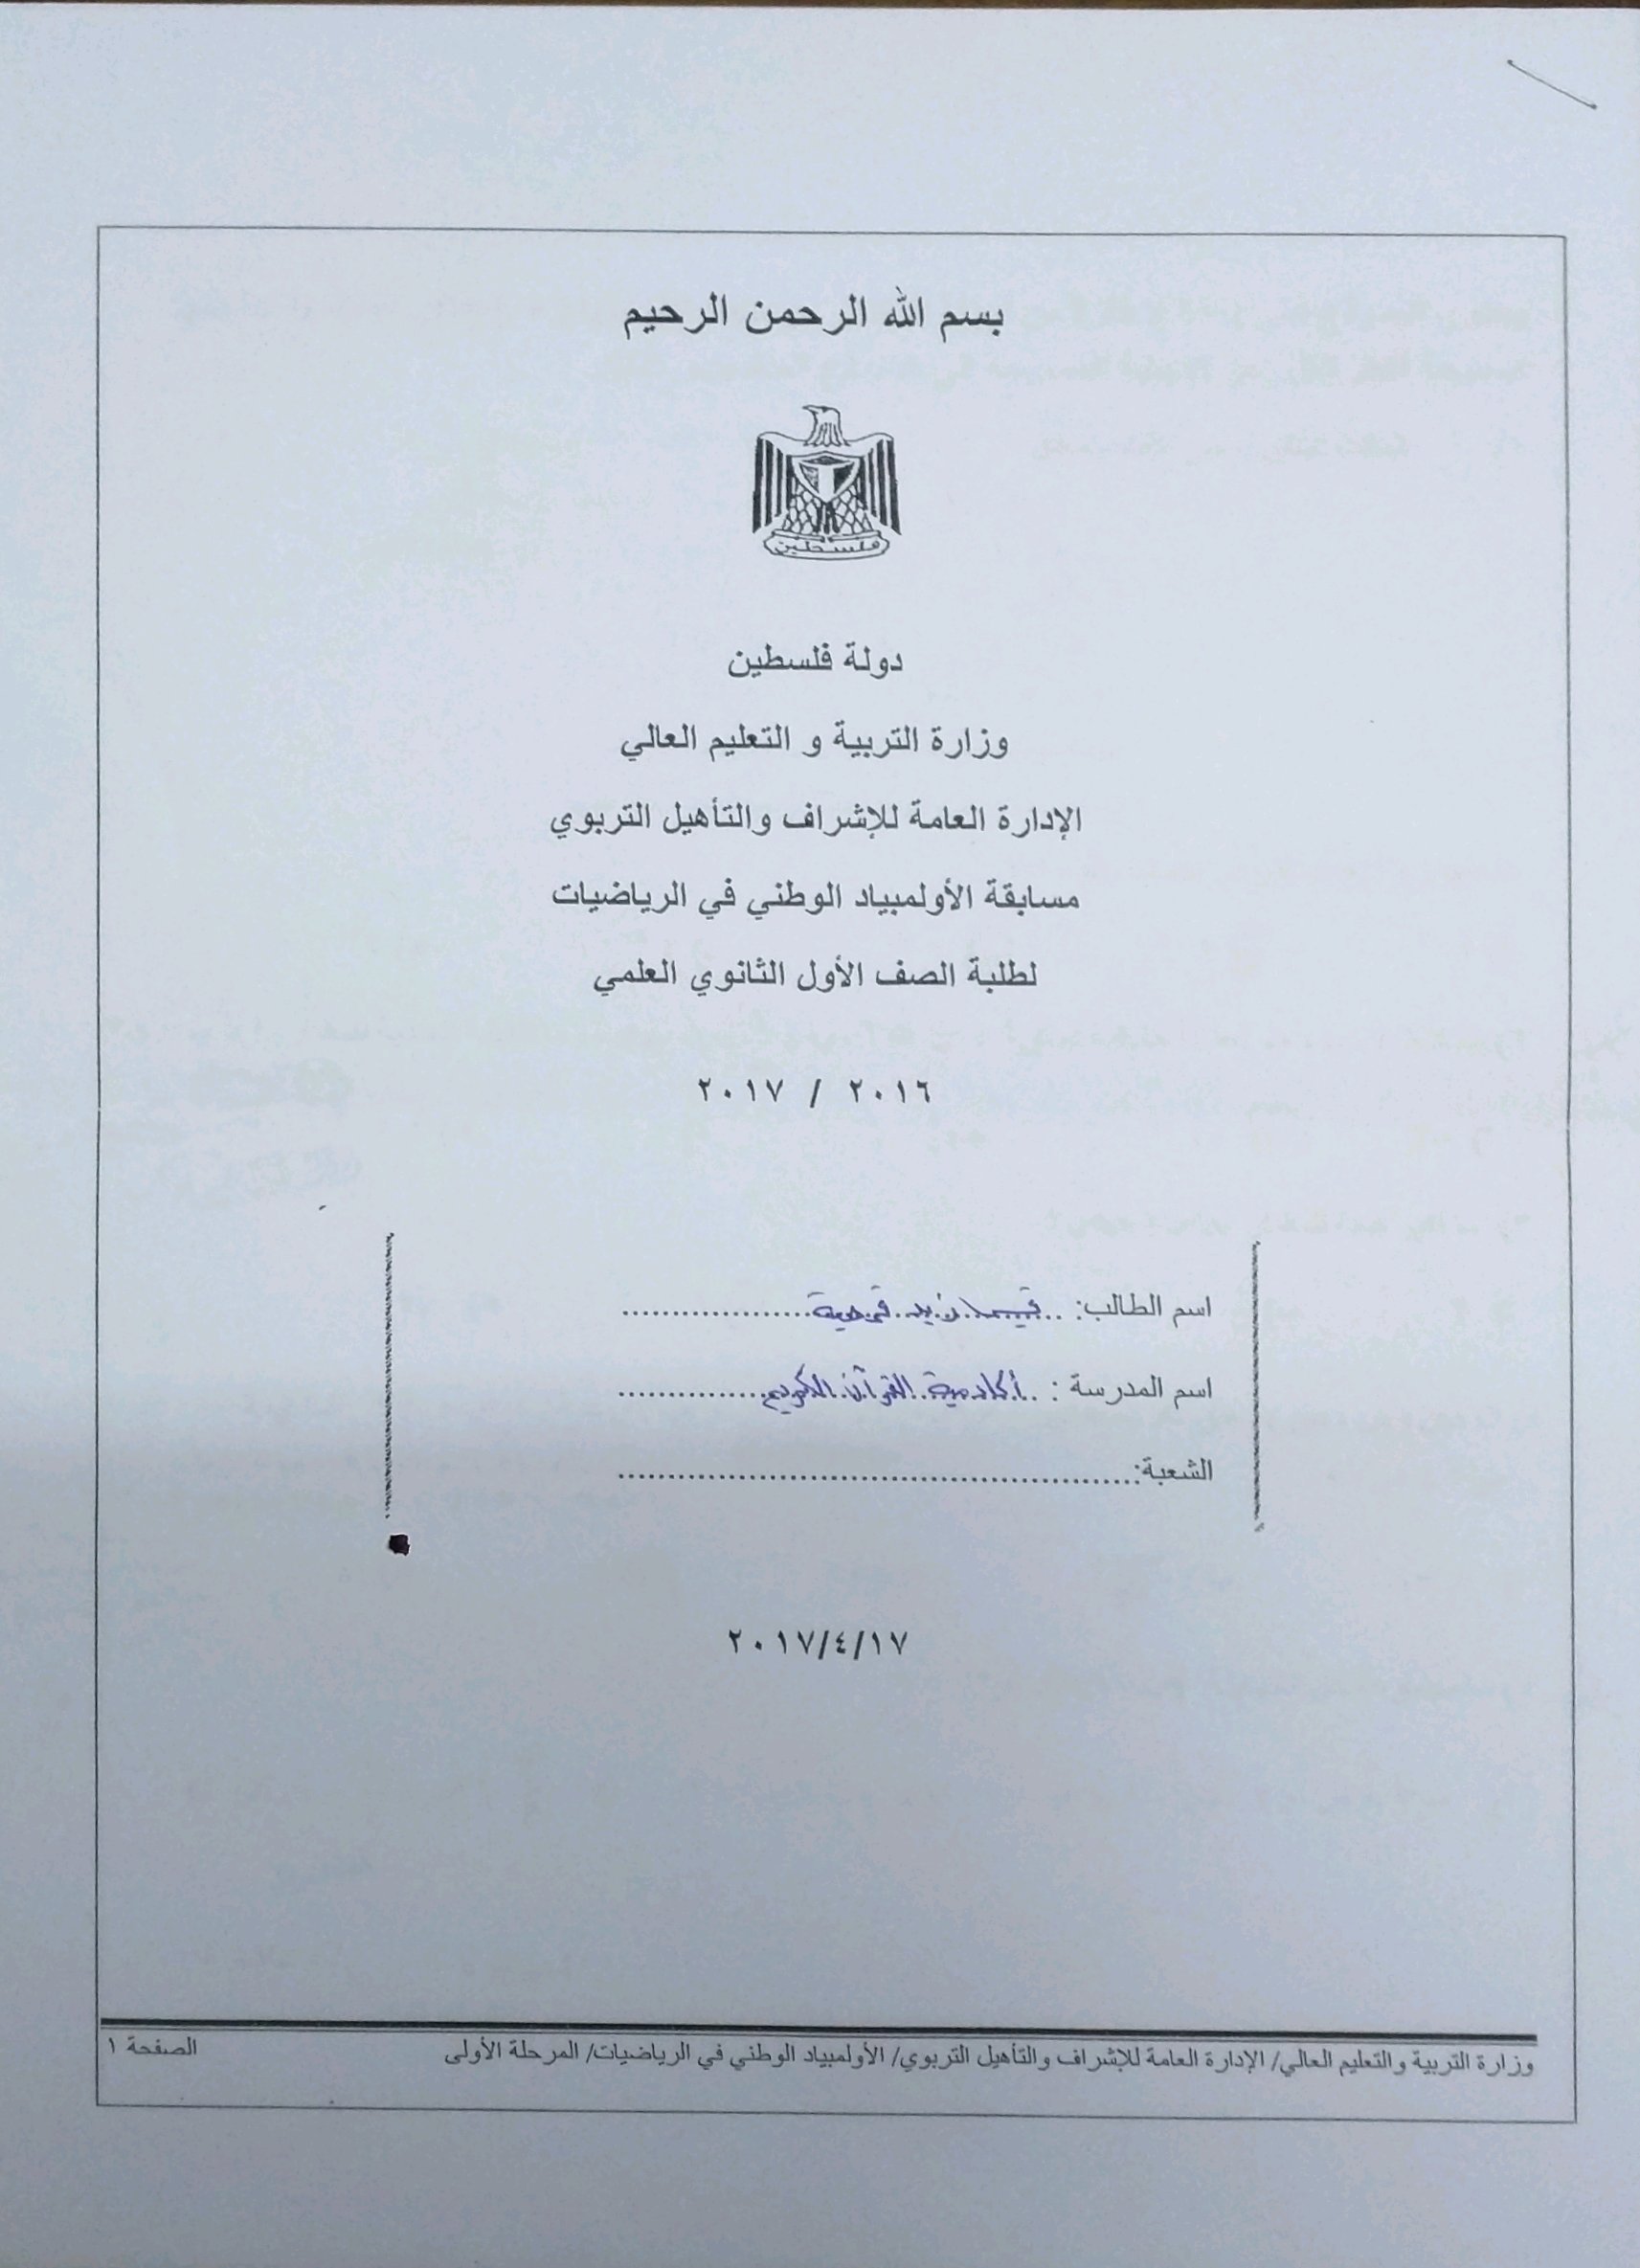 بسم الله الرحمن الرحيم
فلسطين
دولة فلسطين
وزارة التربية و التعليم العالي
الإدارة العامة للإشراف والتأهيل التربوي
مسابقة الأولمبياد الوطني في الرياضيات
لطلبة الصف الأول الثانوي العلمي
٢٠١٦ / ٢٠١٧
اسم الطالب: زيد قمحية
اسم المدرسة : أكاديمية القرآن الكريم
الشعبة:
٢٠١٧/٤/١٧
وزارة التربية والتعليم العالي/ الإدارة العامة للإشراف والتأهيل التربوي/ الأولمبياد الوطني في الرياضيات/ المرحلة الأولى الصفحة ١